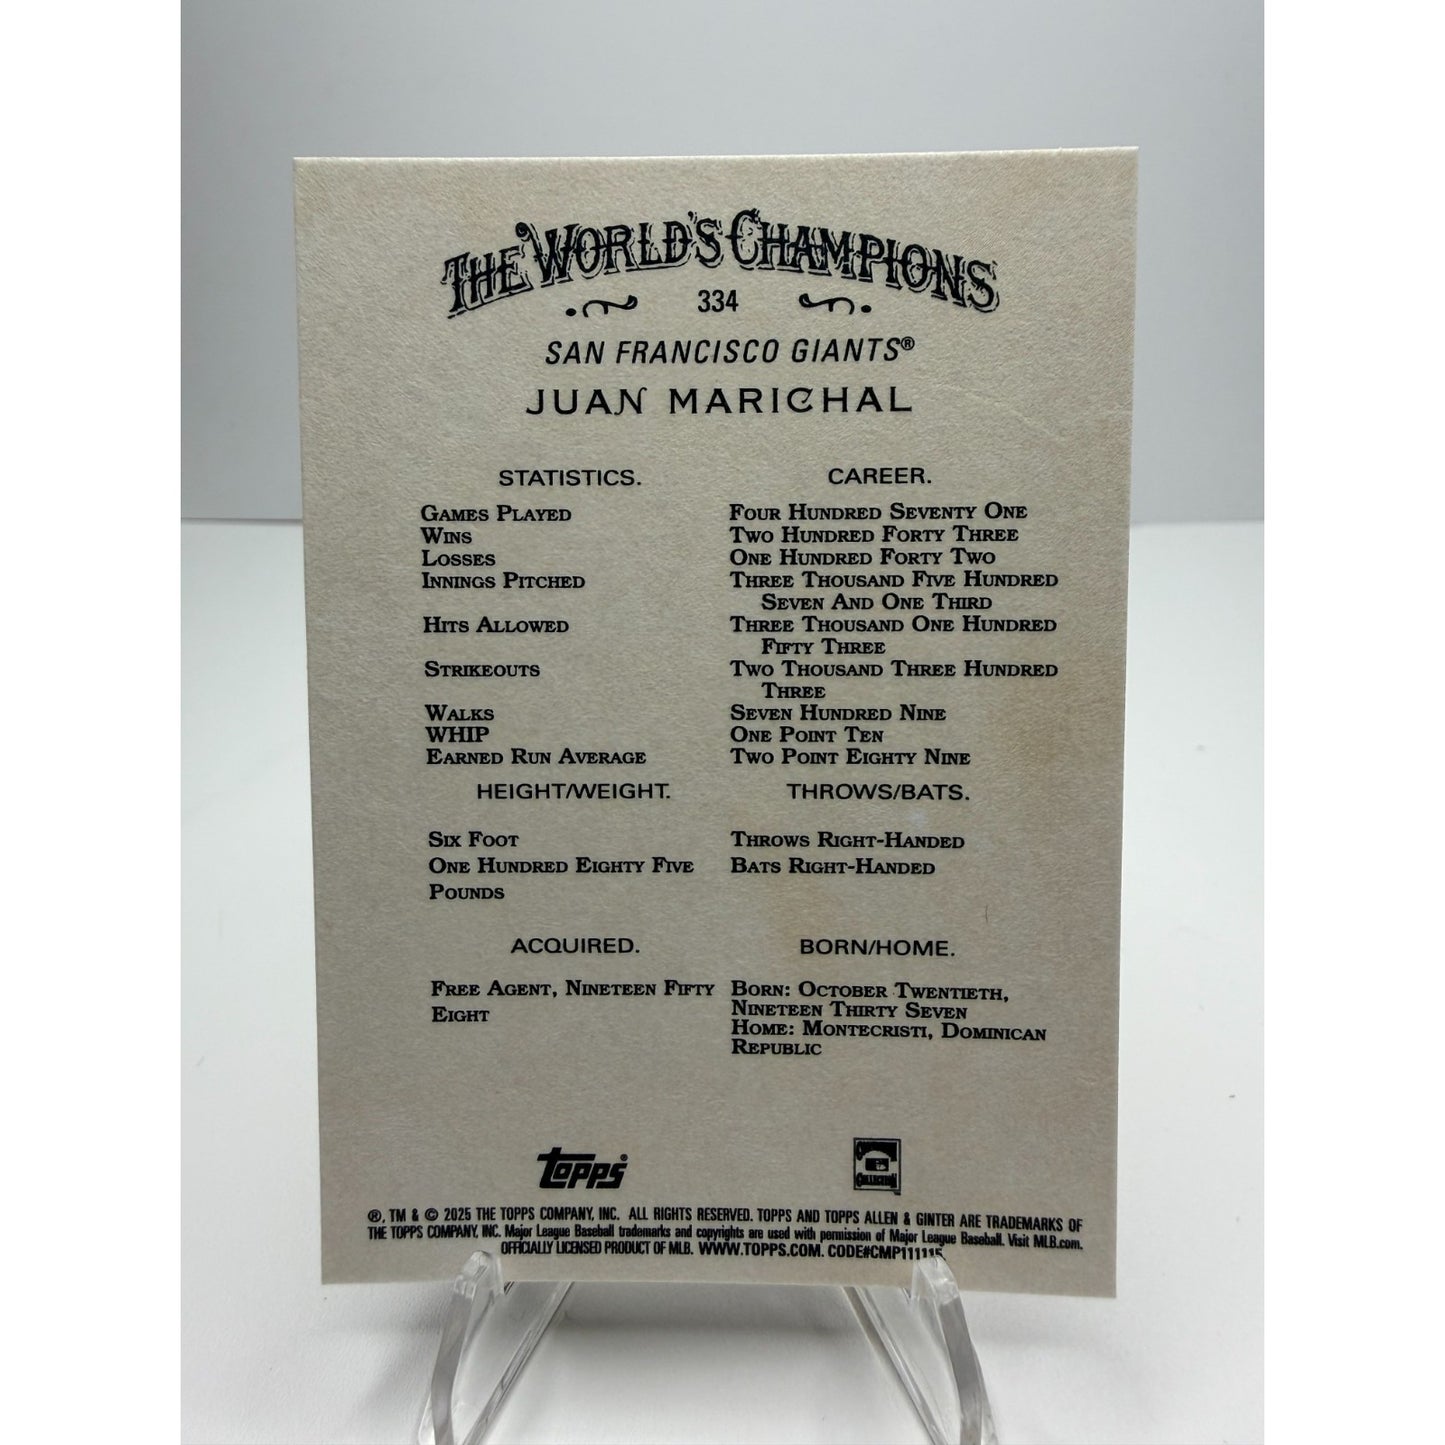 THE WORLD'S CHAMPIONS
334
SAN FRANCISCO GIANTS®
JUAN MARICHAL
STATISTICS. CAREER.
GAMES PLAYED FOUR HUNDRED SEVENTY ONE
WINS TWO HUNDRED FORTY THREE
LOSSES ONE HUNDRED FORTY TWO
INNINGS PITCHED THREE THOUSAND FIVE HUNDRED
SEVEN AND ONE THIRD
HITS ALLOWED THREE THOUSAND ONE HUNDRED
FIFTY THREE
STRIKEOUTS TWO THOUSAND THREE HUNDRED
THREE
WALKS SEVEN HUNDRED NINE
WHIP ONE POINT TEN
EARNED RUN AVERAGE TWO POINT EIGHTY NINE
HEIGHT/WEIGHT. THROWS/BATS.
SIX FOOT THROWS RIGHT-HANDED
ONE HUNDRED EIGHTY FIVE BATS RIGHT-HANDED
POUNDS
ACQUIRED. BORN/HOME.
FREE AGENT, NINETEEN FIFTY BORN: OCTOBER TWENTIETH,
EIGHT NINETEEN THIRTY SEVEN
HOME: MONTECRISTI, DOMINICAN
REPUBLIC
topps®
COLLECTION
®, TM & © 2025 THE TOPPS COMPANY, INC. ALL RIGHTS RESERVED. TOPPS AND TOPPS ALLEN & GINTER ARE TRADEMARKS OF
THE TOPPS COMPANY, INC. Major League Baseball trademarks and copyrights are used with permission of Major League Baseball. Visit MLB.com.
OFFICIALLY LICENSED PRODUCT OF MLB. WWW.TOPPS.COM. CODE#CMP111115